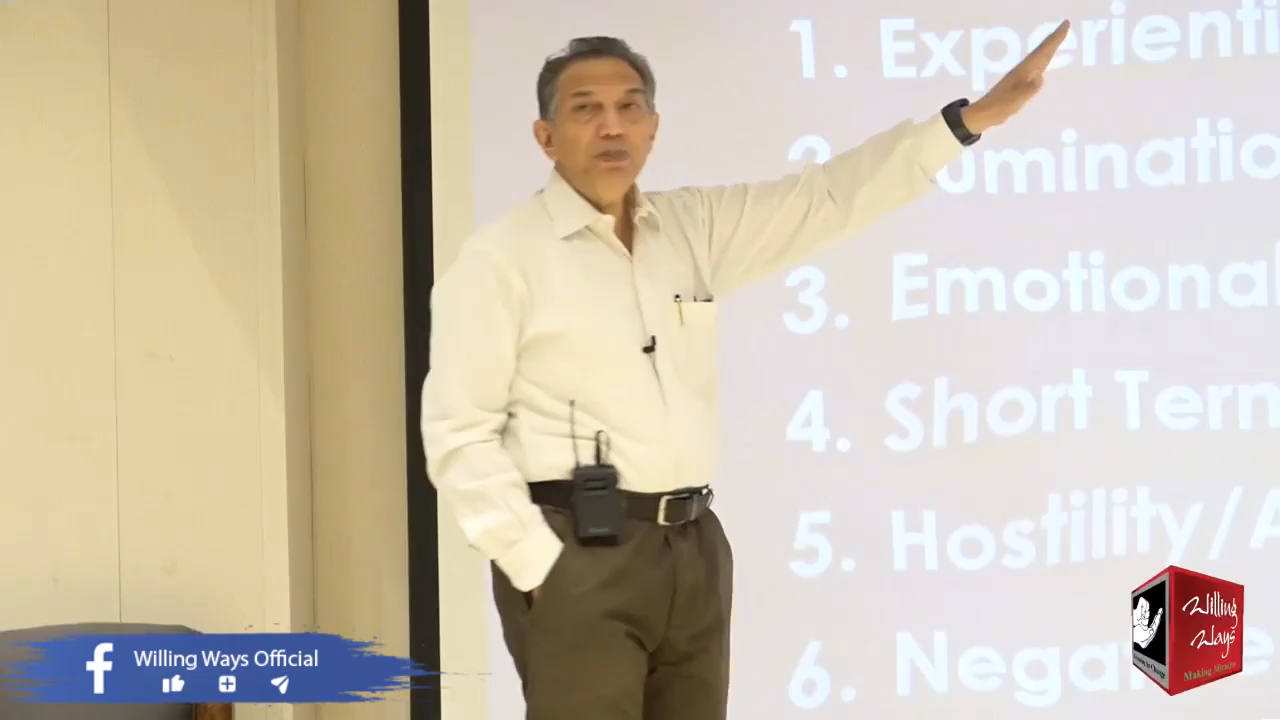 1. Experienti
2. uminatio
3. Emotional
4. Short Term
5. Hostility/A
6. Nega
Willing Ways Official
Willing
Ways
Making Miracles